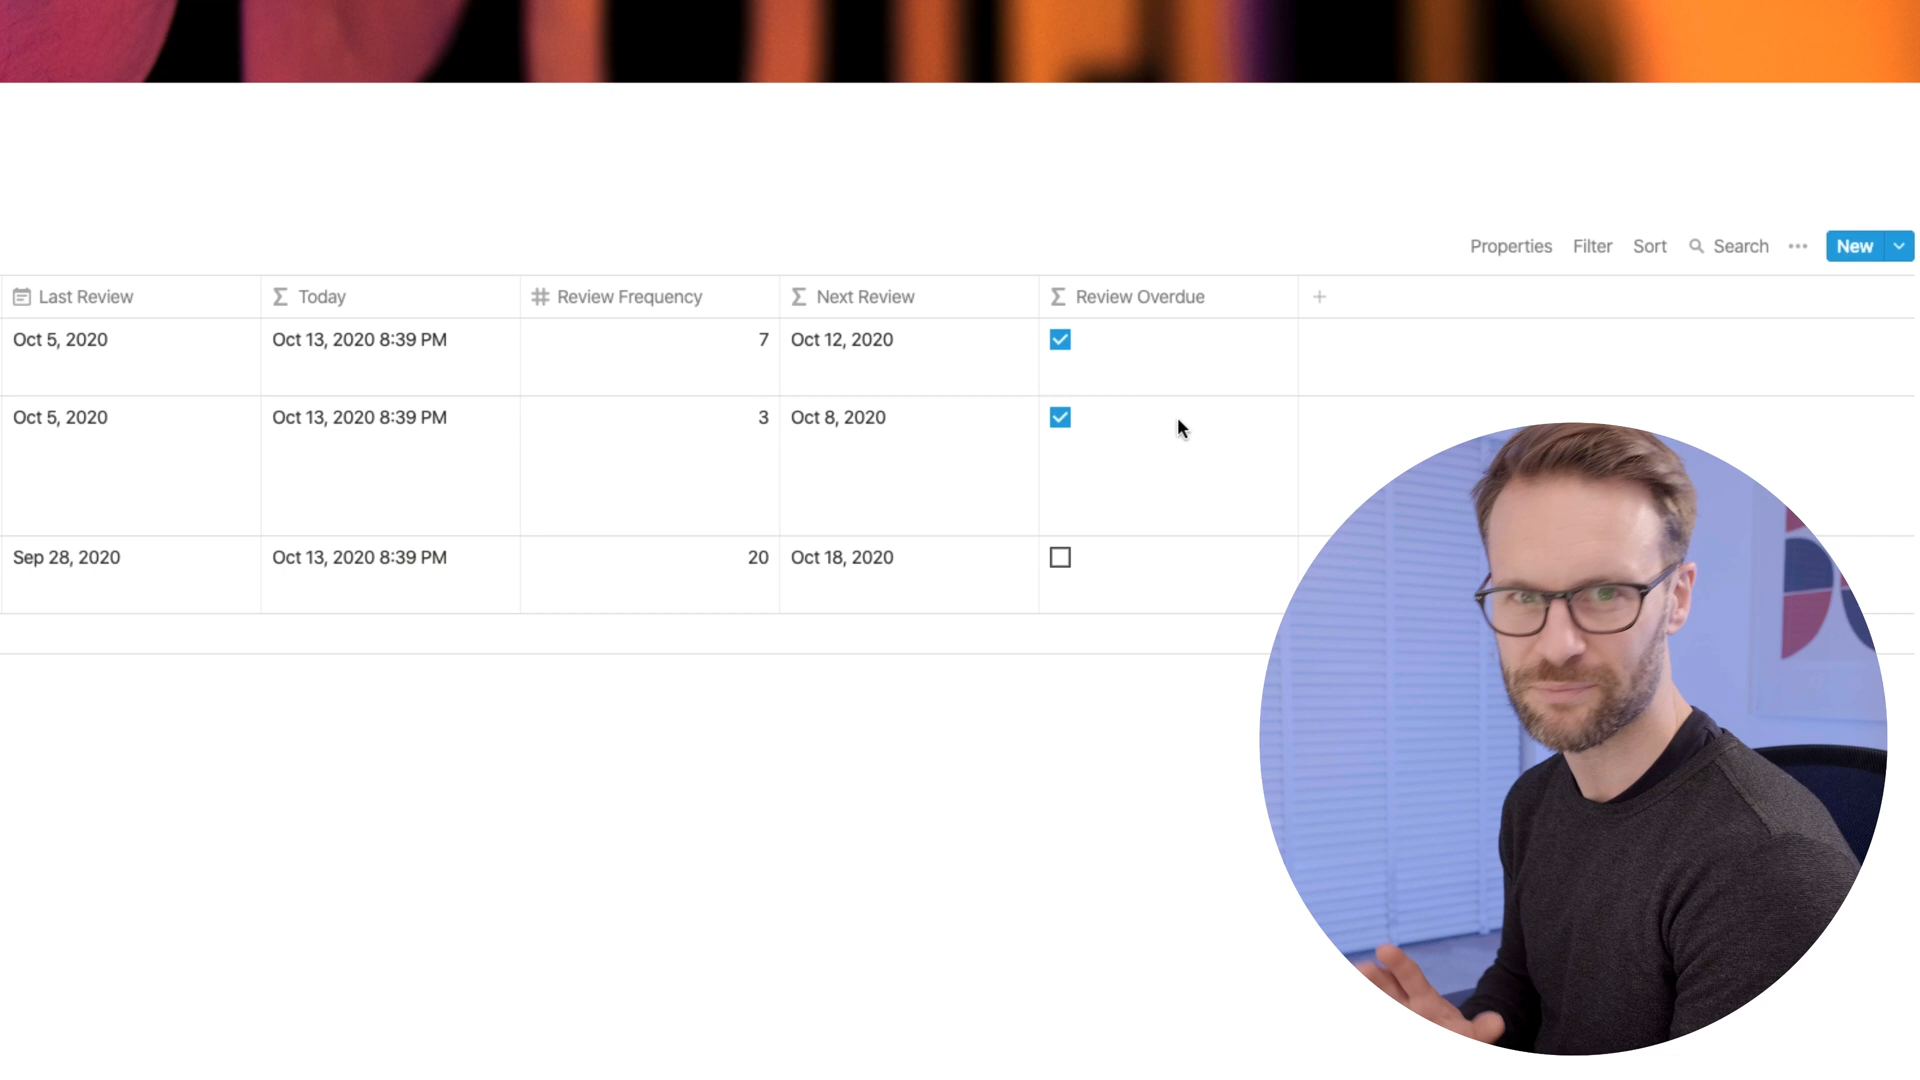 Properties Filter Sort Search ••• New
Last Review Today Review Frequency Next Review Review Overdue +
Oct 5, 2020 Oct 13, 2020 8:39 PM 7 Oct 12, 2020
Oct 5, 2020 Oct 13, 2020 8:39 PM 3 Oct 8, 2020
Sep 28, 2020 Oct 13, 2020 8:39 PM 20 Oct 18, 2020